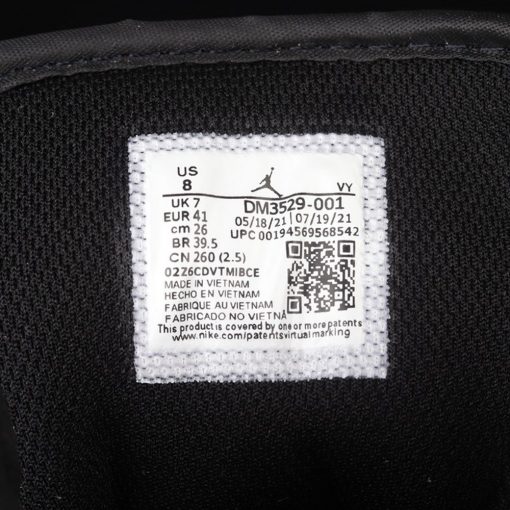 US
8
VY
UK 7
DM3529-001
EUR 41
05/18/21 07/19/21
cm 26
UPC 00194569568542
BR 39.5
CN 260 (2.5)
02Z6CDVTMIBCE
MADE IN VIETNAM
HECHO EN VIETNAM
FABRIQUE AU VIETNAM
FABRICADO NO VIETNÃ
This product is covered by one or more patents
www.nike.com/patentsvirtualmarking